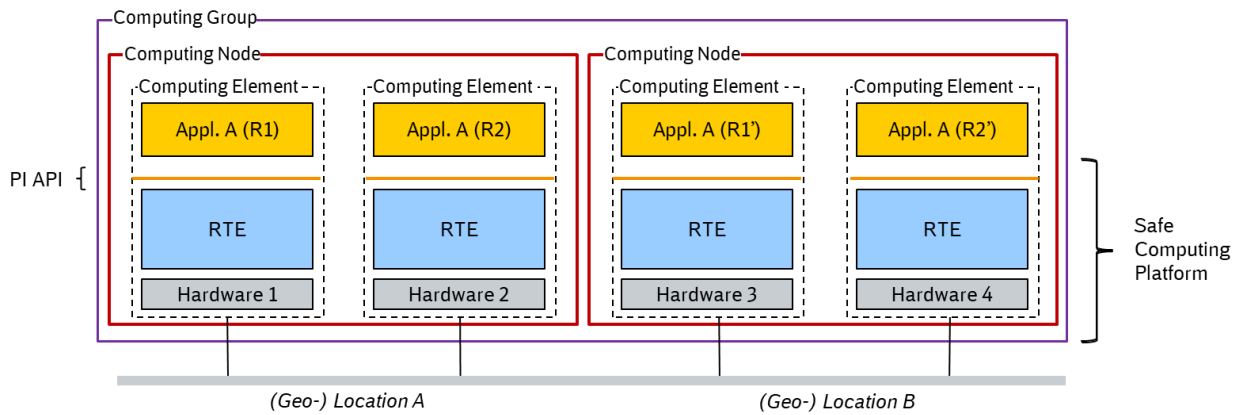 Computing Group
Computing Node
Computing Node
Computing Element
Computing Element
Computing Element
Computing Element
Appl. A (R1)
Appl. A (R2)
Appl. A (R1’)
Appl. A (R2’)
PI API
RTE
RTE
RTE
RTE
Safe
Computing
Platform
Hardware 1
Hardware 2
Hardware 3
Hardware 4
(Geo-) Location A
(Geo-) Location B